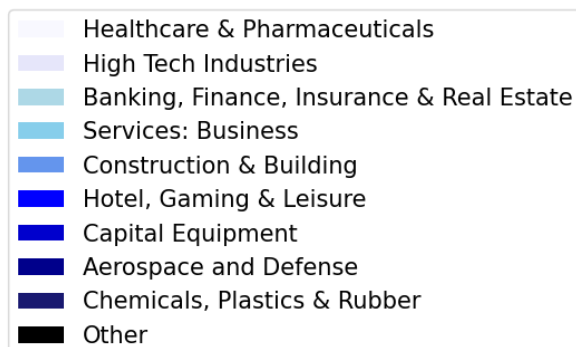 Healthcare & Pharmaceuticals
High Tech Industries
Banking, Finance, Insurance & Real Estate
Services: Business
Construction & Building
Hotel, Gaming & Leisure
Capital Equipment
Aerospace and Defense
Chemicals, Plastics & Rubber
Other